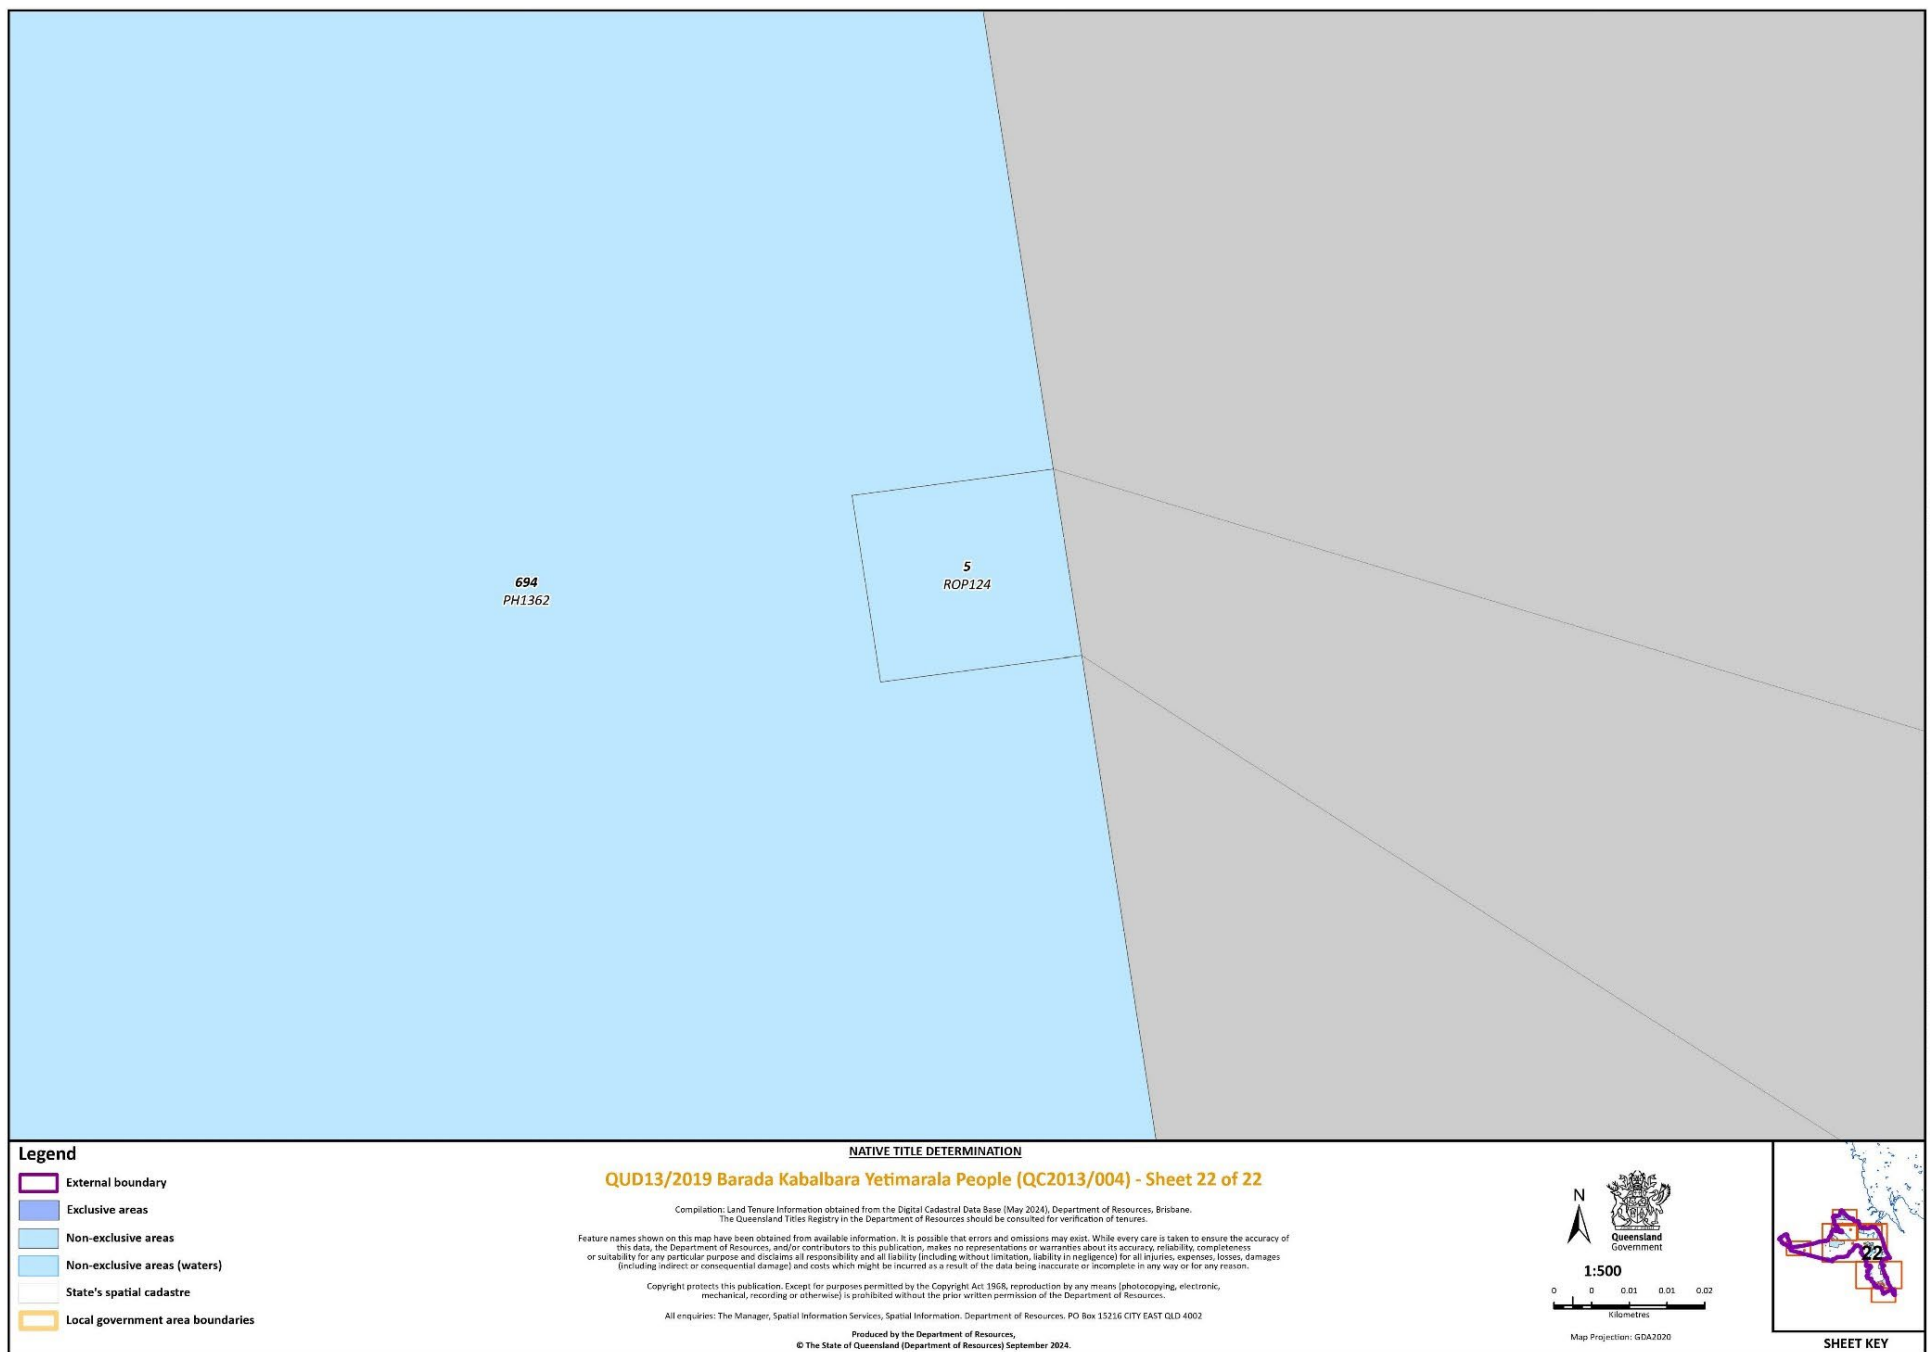 694
PH1362
5
ROP124
Legend
External boundary
Exclusive areas
Non-exclusive areas
Non-exclusive areas (waters)
State's spatial cadastre
Local government area boundaries
NATIVE TITLE DETERMINATION
QUD13/2019 Barada Kabalbara Yetimarala People (QC2013/004) - Sheet 22 of 22
Compilation: Land Tenure Information obtained from the Digital Cadastral Data Base (May 2024), Department of Resources, Brisbane.
The Queensland Titles Registry in the Department of Resources should be consulted for verification of tenures.
Feature names shown on this map have been obtained from available information. It is possible that errors and omissions may exist. While every care is taken to ensure the accuracy of
this data, the Department of Resources, and/or contributors to this publication, makes no representations or warranties about its accuracy, reliability, completeness
or suitability for any particular purpose and disclaims all responsibility and all liability (including without limitation, liability in negligence) for all injuries, expenses, losses, damages
(including indirect or consequential damage) and costs which might be incurred as a result of the data being inaccurate or incomplete in any way or for any reason.
Copyright protects this publication. Except for purposes permitted by the Copyright Act 1968, reproduction by any means (photocopying, electronic,
mechanical, recording or otherwise) is prohibited without the prior written permission of the Department of Resources.
All enquiries: The Manager, Spatial Information Services, Spatial Information. Department of Resources. PO Box 15216 CITY EAST QLD 4002
Produced by the Department of Resources,
© The State of Queensland (Department of Resources) September 2024.
N
Queensland
Government
1:500
0 0 0.01 0.01 0.02
Kilometres
Map Projection: GDA2020
22
SHEET KEY